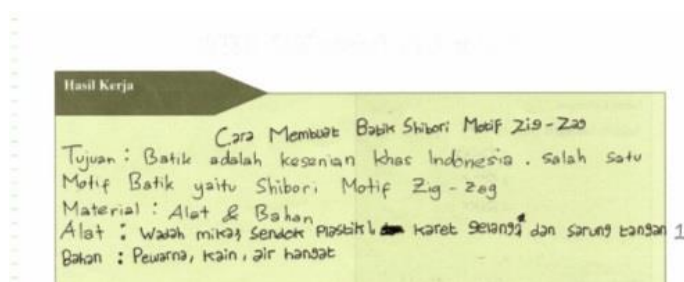 Hasil Kerja
Cara Membuat Batik Shibori Motif Zig-Zag
Tujuan : Batik adalah kesenian khas Indonesia. salah satu
Motif Batik yaitu Shibori Motif Zig-zag
Material : Alat & Bahan
Alat : Wadah mika, Sendok Plastik, karet gelang, dan sarung tangan 1
Bahan : Pewarna, kain, air hangat